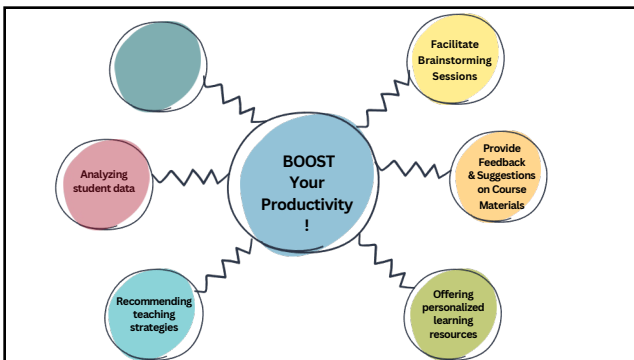 Facilitate
Brainstorming
Sessions
BOOST
Your
Productivity
!
Analyzing
student data
Provide
Feedback
& Suggestions
on Course
Materials
Recommending
teaching
strategies
Offering
personalized
learning
resources